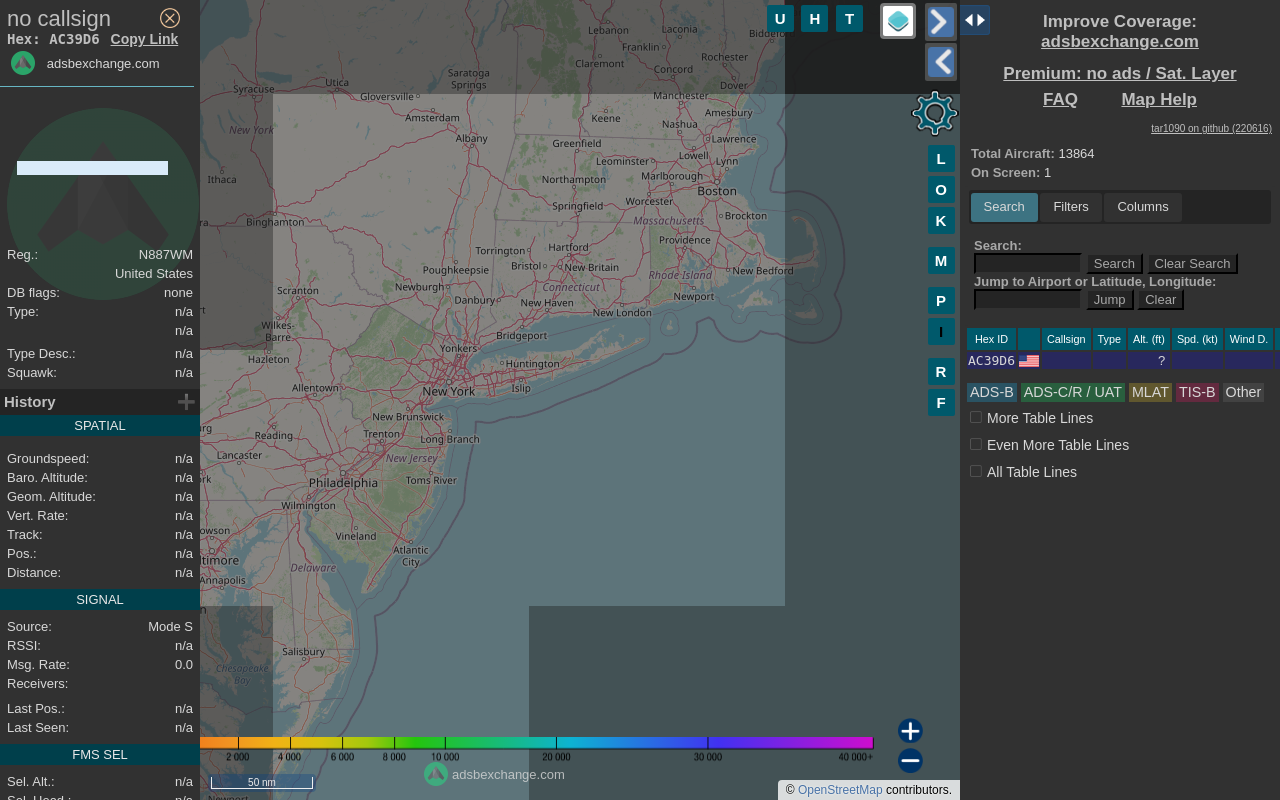 no callsign
Hex: AC39D6 Copy Link
adsbexchange.com
Reg.: N887WM
United States
DB flags: none
Type: n/a
n/a
Type Desc.: n/a
Squawk: n/a
History
SPATIAL
Groundspeed: n/a
Baro. Altitude: n/a
Geom. Altitude: n/a
Vert. Rate: n/a
Track: n/a
Pos.: n/a
Distance: n/a
SIGNAL
Source: Mode S
RSSI: n/a
Msg. Rate: 0.0
Receivers:
Last Pos.: n/a
Last Seen: n/a
FMS SEL
Sel. Alt.: n/a
U H T
Lebanon
Laconia
Franklin
Rochester
Claremont
Concord
Dover
Utica
Saratoga
Springs
Syracuse
Gloversville
Manchester
Amsterdam
Keene
Amesbury
New York
Nashua
Albany
Greenfield
Lawrence
Leominster
Lowell
Lynn
Ithaca
Northampton
Marlborough
Boston
Springfield
Worcester
Binghamton
Massachusetts
Brockton
Torrington
Hartford
Providence
Poughkeepsie
Bristol
New Britain
New Bedford
Scranton
Newburgh
Connecticut
Rhode Island
Danbury
New Haven
New London
Newport
Wilkes-
Barre
Bridgeport
Hazleton
Yonkers
Huntington
Allentown
New York
Islip
New Brunswick
Reading
Trenton
Long Branch
Lancaster
New Jersey
Philadelphia
Toms River
Wilmington
Vineland
Atlantic
City
Delaware
Annapolis
Salisbury
Chesapeake
Bay
L
O
K
M
P
I
R
F
2 000 4 000 6 000 8 000 10 000 20 000 30 000 40 000+
adsbexchange.com
50 nm
© OpenStreetMap contributors.
Improve Coverage:
adsbexchange.com
Premium: no ads / Sat. Layer
FAQ Map Help
tar1090 on github (220616)
Total Aircraft: 13864
On Screen: 1
Search Filters Columns
Search:
Search Clear Search
Jump to Airport or Latitude, Longitude:
Jump Clear
Hex ID Callsign Type Alt. (ft) Spd. (kt) Wind D.
AC39D6 ?
ADS-B ADS-C/R / UAT MLAT TIS-B Other
More Table Lines
Even More Table Lines
All Table Lines